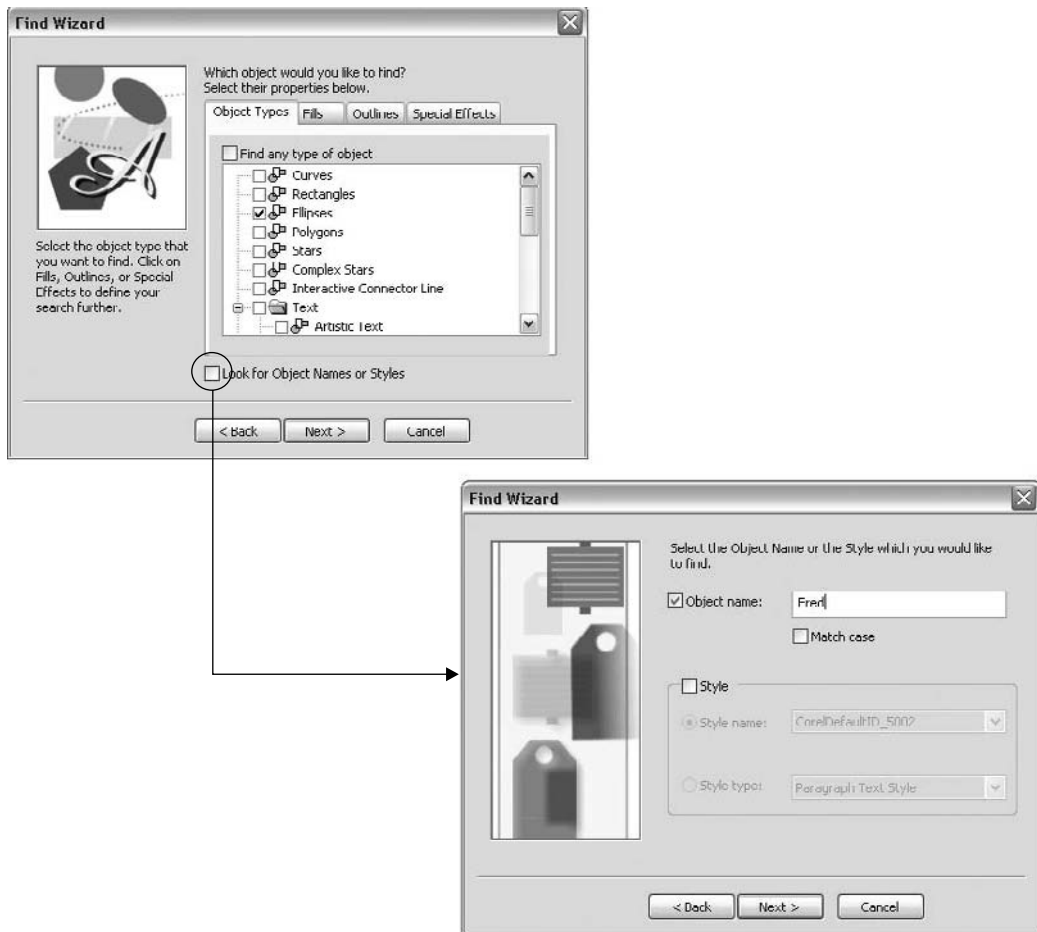 Find Wizard
Which object would you like to find?
Select their properties below.
Object Types Fills Outlines Special Effects
Find any type of object
Curves
Rectangles
Ellipses
Polygons
Stars
Complex Stars
Interactive Connector Line
Text
Artistic Text
Select the object type that
you want to find. Click on
Fills, Outlines, or Special
Effects to define your
search further.
Look for Object Names or Styles
< Back Next > Cancel
Find Wizard
Select the Object Name or the Style which you would like
to find.
Object name: Fred
Match case
Style
Style name: CorelDefaultID_5002
Style type: Paragraph Text Style
< Back Next > Cancel